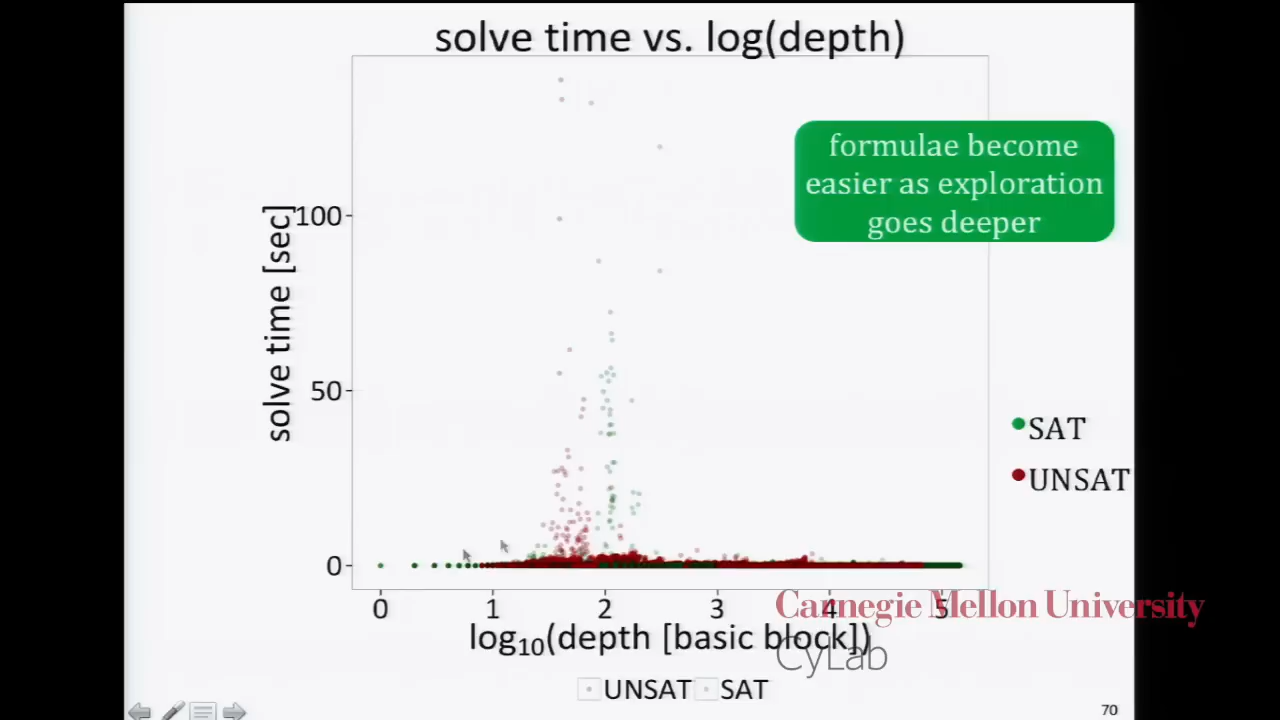 solve time vs. log(depth)
formulae become
easier as exploration
goes deeper
solve time [sec]
100
50
0
SAT
UNSAT
0 1 2 3 4 5
log10(depth [basic block])
Carnegie Mellon University
CyLab
UNSAT SAT
70